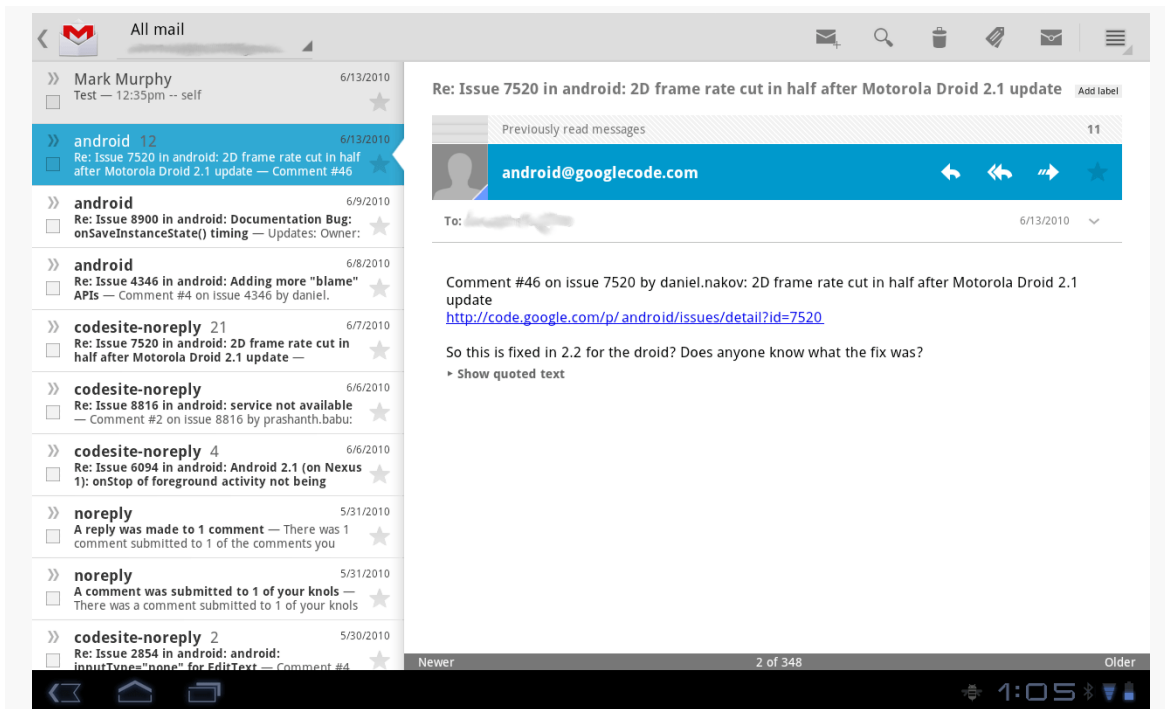 All mail
Mark Murphy 6/13/2010
Test — 12:35pm -- self
android 12 6/13/2010
Re: Issue 7520 in android: 2D frame rate cut in half
after Motorola Droid 2.1 update — Comment #46
android 6/9/2010
Re: Issue 8900 in android: Documentation Bug:
onSaveInstanceState() timing — Updates: Owner:
android 6/8/2010
Re: Issue 4346 in android: Adding more "blame"
APIs — Comment #4 on issue 4346 by daniel.
codesite-noreply 21 6/7/2010
Re: Issue 7520 in android: 2D frame rate cut in
half after Motorola Droid 2.1 update —
codesite-noreply 6/6/2010
Re: Issue 8816 in android: service not available
— Comment #2 on issue 8816 by prashanth.babu:
codesite-noreply 4 6/6/2010
Re: Issue 6094 in android: Android 2.1 (on Nexus
1): onStop of foreground activity not being
noreply 5/31/2010
A reply was made to 1 comment — There was 1
comment submitted to 1 of the comments you
noreply 5/31/2010
A comment was submitted to 1 of your knols —
There was a comment submitted to 1 of your knols
codesite-noreply 2 5/30/2010
Re: Issue 2854 in android: android:
inputType="none" for EditText — Comment #4
Re: Issue 7520 in android: 2D frame rate cut in half after Motorola Droid 2.1 update Add label
Previously read messages 11
android@googlecode.com
To: 6/13/2010
Comment #46 on issue 7520 by daniel.nakov: 2D frame rate cut in half after Motorola Droid 2.1
update
http://code.google.com/p/android/issues/detail?id=7520
So this is fixed in 2.2 for the droid? Does anyone know what the fix was?
Show quoted text
Newer 2 of 348 Older
1:05